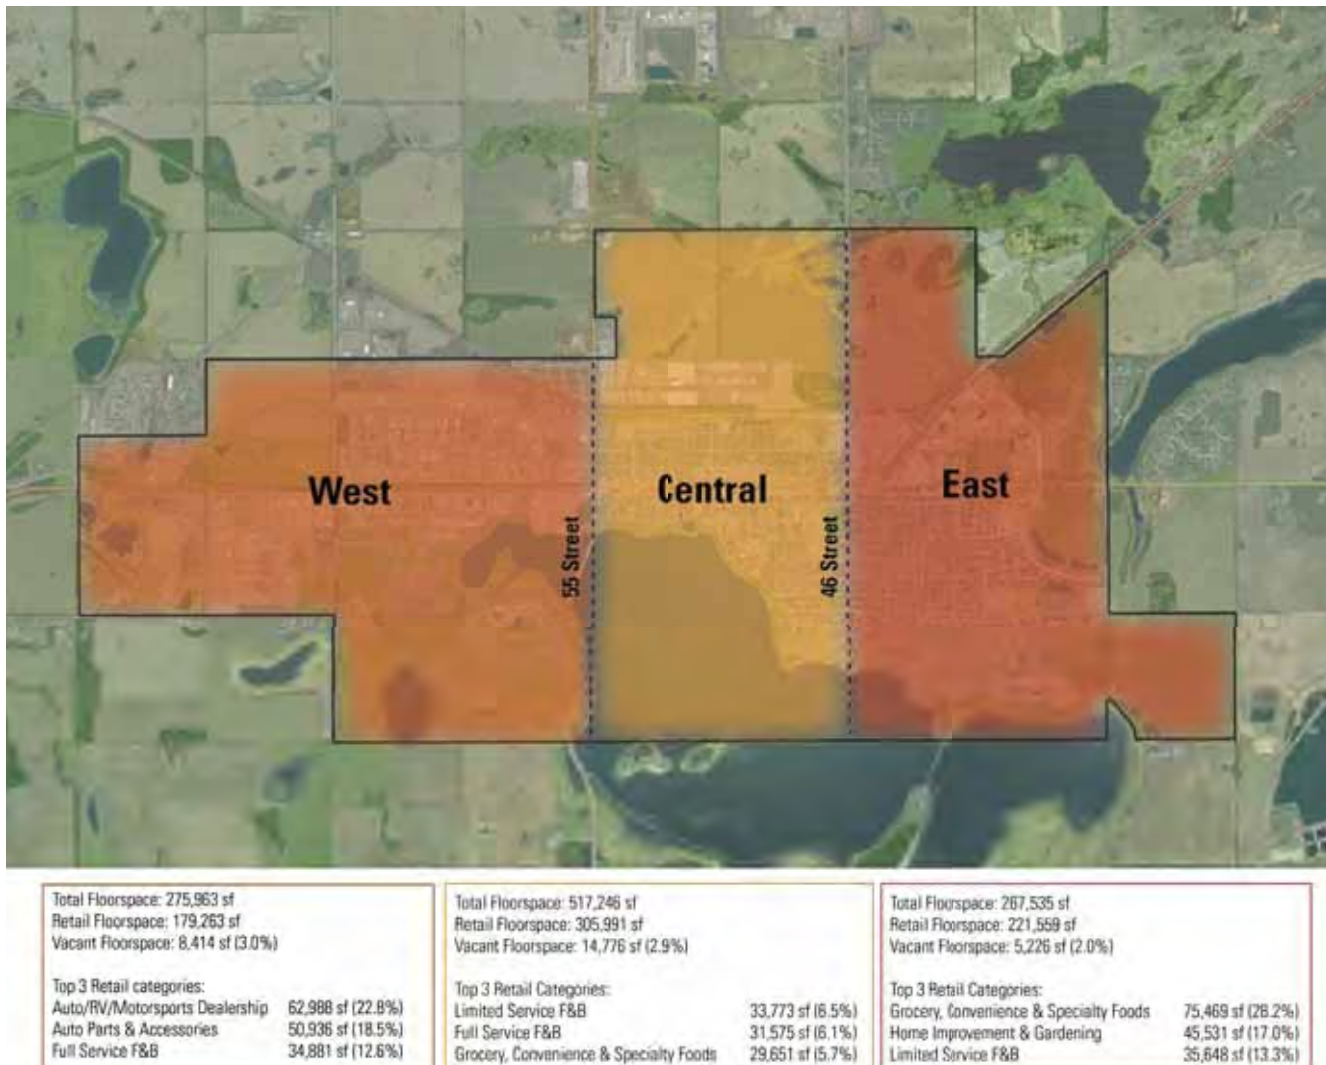 West
Central
East
55 Street
46 Street
Total Floorspace: 275,963 sf
Retail Floorspace: 179,263 sf
Vacant Floorspace: 8,414 sf (3.0%)
Top 3 Retail categories:
Auto/RV/Motorsports Dealership 62,988 sf (22.8%)
Auto Parts & Accessories 50,936 sf (18.5%)
Full Service F&B 34,881 sf (12.6%)
Total Floorspace: 517,246 sf
Retail Floorspace: 305,991 sf
Vacant Floorspace: 14,776 sf (2.9%)
Top 3 Retail Categories:
Limited Service F&B 33,773 sf (6.5%)
Full Service F&B 31,575 sf (6.1%)
Grocery, Convenience & Specialty Foods 29,651 sf (5.7%)
Total Floorspace: 267,535 sf
Retail Floorspace: 221,559 sf
Vacant Floorspace: 5,226 sf (2.0%)
Top 3 Retail Categories:
Grocery, Convenience & Specialty Foods 75,469 sf (28.2%)
Home Improvement & Gardening 45,531 sf (17.0%)
Limited Service F&B 35,648 sf (13.3%)